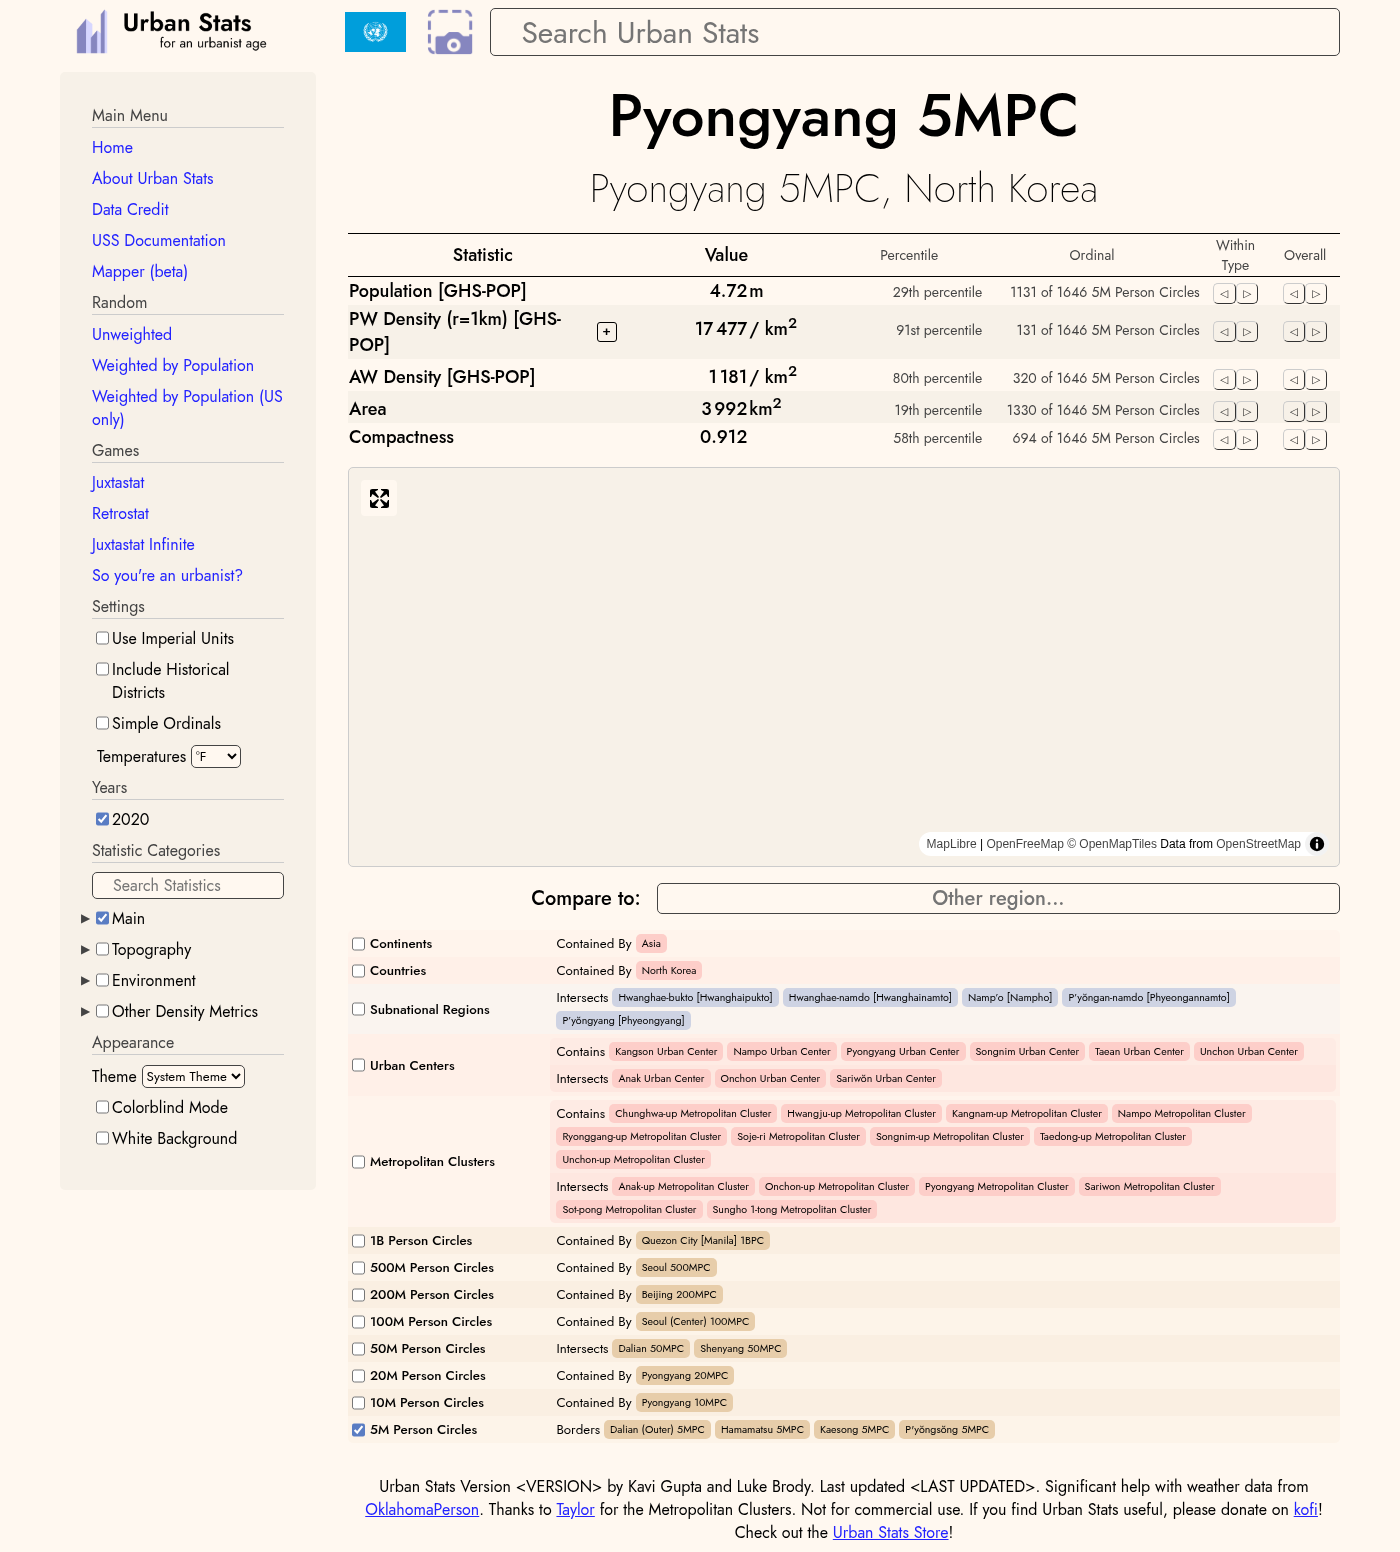 Urban Stats
for an urbanist age
Search Urban Stats
Main Menu
Home
About Urban Stats
Data Credit
USS Documentation
Mapper (beta)
Random
Unweighted
Weighted by Population
Weighted by Population (US
only)
Games
Juxtastat
Retrostat
Juxtastat Infinite
So you're an urbanist?
Settings
Use Imperial Units
Include Historical
Districts
Simple Ordinals
Temperatures °F
Years
2020
Statistic Categories
Search Statistics
Main
Topography
Environment
Other Density Metrics
Appearance
Theme System Theme
Colorblind Mode
White Background
Pyongyang 5MPC
Pyongyang 5MPC, North Korea
Statistic Value Percentile Ordinal Within Type Overall
Population [GHS-POP] 4.72 m 29th percentile 1131 of 1646 5M Person Circles
PW Density (r=1km) [GHS-
POP] + 17 477 / km2 91st percentile 131 of 1646 5M Person Circles
AW Density [GHS-POP] 1 181 / km2 80th percentile 320 of 1646 5M Person Circles
Area 3 992 km2 19th percentile 1330 of 1646 5M Person Circles
Compactness 0.912 58th percentile 694 of 1646 5M Person Circles
MapLibre | OpenFreeMap © OpenMapTiles Data from OpenStreetMap
Compare to: Other region...
Continents Contained By Asia
Countries Contained By North Korea
Subnational Regions Intersects Hwanghae-bukto [Hwanghaipukto] Hwanghae-namdo [Hwanghainamto] Namp'o [Nampho] P'yŏngan-namdo [Phyeongannamto]
P'yŏngyang [Phyeongyang]
Urban Centers Contains Kangson Urban Center Nampo Urban Center Pyongyang Urban Center Songnim Urban Center Taean Urban Center Unchon Urban Center
Intersects Anak Urban Center Onchon Urban Center Sariwŏn Urban Center
Metropolitan Clusters Contains Chunghwa-up Metropolitan Cluster Hwangju-up Metropolitan Cluster Kangnam-up Metropolitan Cluster Nampo Metropolitan Cluster
Ryonggang-up Metropolitan Cluster Soje-ri Metropolitan Cluster Songnim-up Metropolitan Cluster Taedong-up Metropolitan Cluster
Unchon-up Metropolitan Cluster
Intersects Anak-up Metropolitan Cluster Onchon-up Metropolitan Cluster Pyongyang Metropolitan Cluster Sariwon Metropolitan Cluster
Sot-pong Metropolitan Cluster Sungho 1-tong Metropolitan Cluster
1B Person Circles Contained By Quezon City [Manila] 1BPC
500M Person Circles Contained By Seoul 500MPC
200M Person Circles Contained By Beijing 200MPC
100M Person Circles Contained By Seoul (Center) 100MPC
50M Person Circles Intersects Dalian 50MPC Shenyang 50MPC
20M Person Circles Contained By Pyongyang 20MPC
10M Person Circles Contained By Pyongyang 10MPC
5M Person Circles Borders Dalian (Outer) 5MPC Hamamatsu 5MPC Kaesong 5MPC P'yŏngsŏng 5MPC
Urban Stats Version <VERSION> by Kavi Gupta and Luke Brody. Last updated <LAST UPDATED>. Significant help with weather data from
OklahomaPerson. Thanks to Taylor for the Metropolitan Clusters. Not for commercial use. If you find Urban Stats useful, please donate on kofi!
Check out the Urban Stats Store!